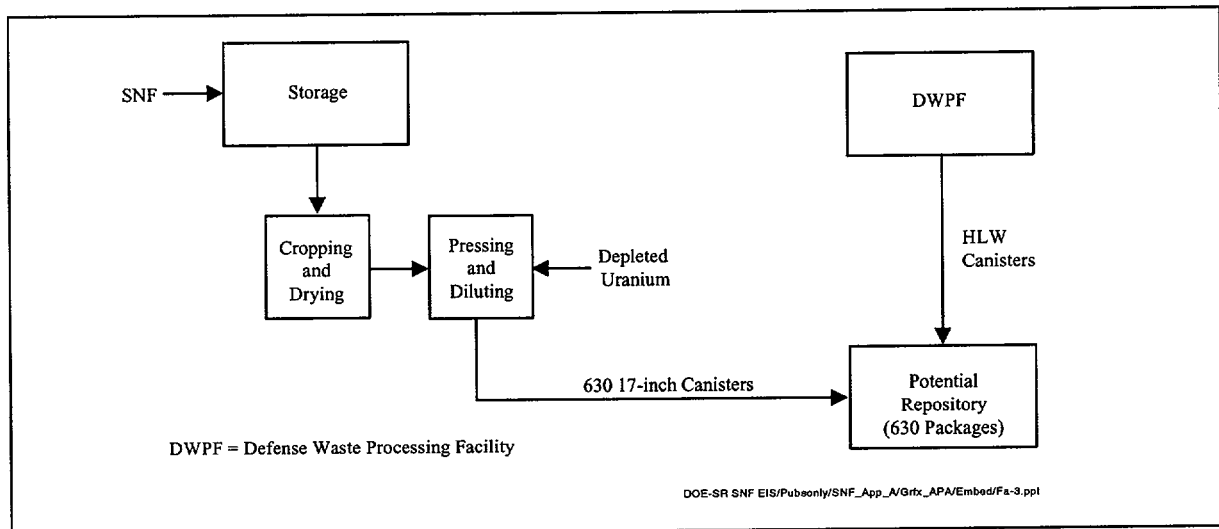 SNF
Storage
DWPF
Cropping
and
Drying
Pressing
and
Diluting
Depleted
Uranium
HLW
Canisters
630 17-inch Canisters
Potential
Repository
(630 Packages)
DWPF = Defense Waste Processing Facility
DOE-SR SNF EIS/Pubsonly/SNF_App_A/Grfx_APA/Embed/Fa-3.ppt